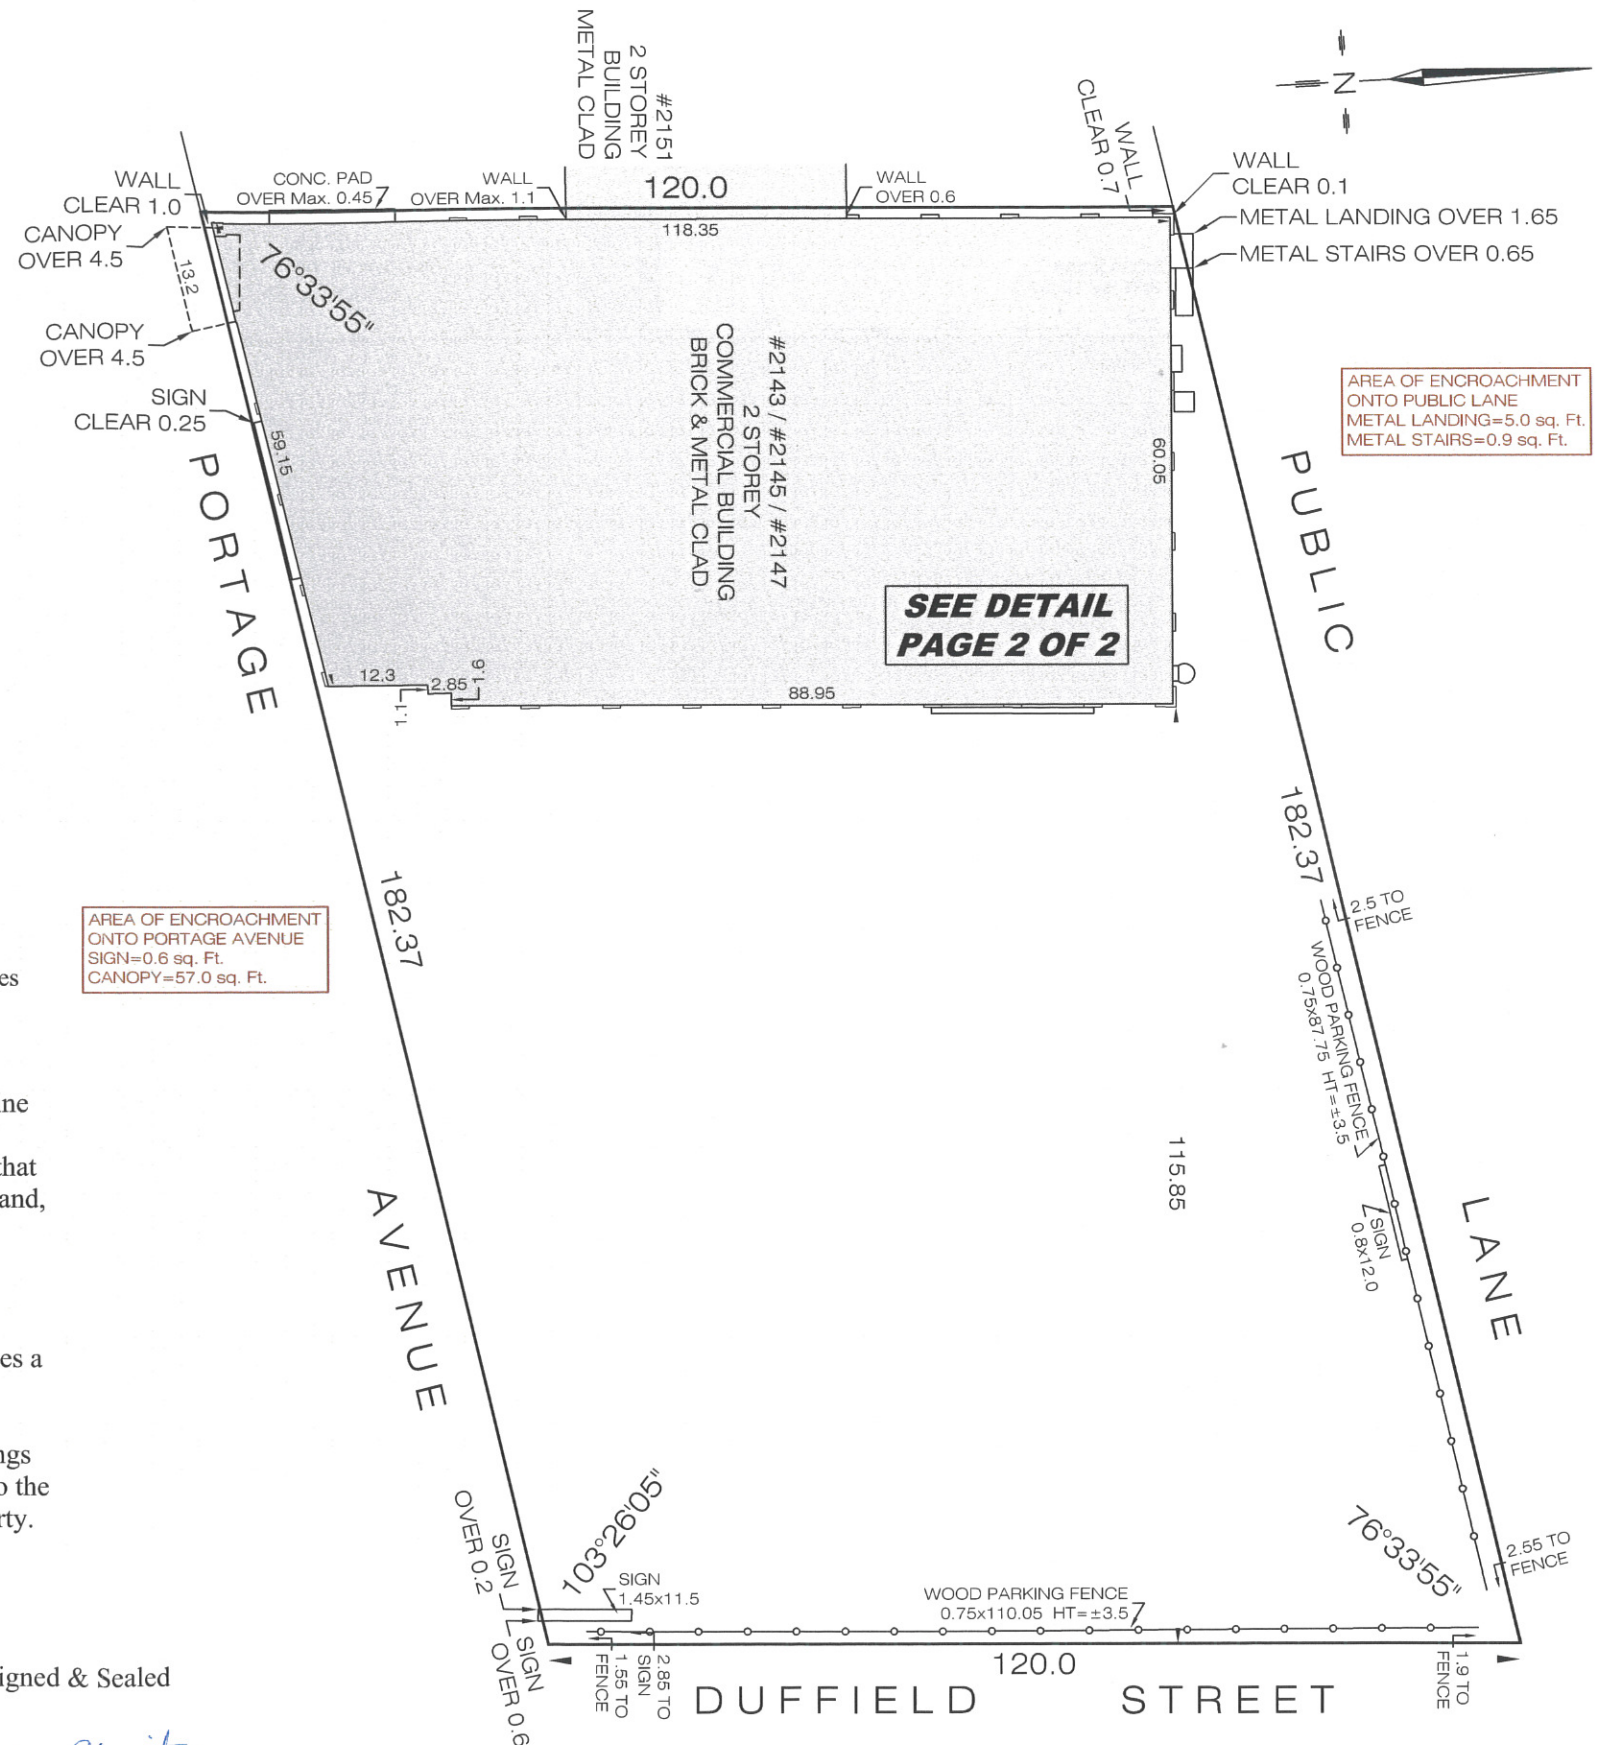 #2151
2 STOREY
BUILDING
METAL CLAD
N
WALL
CLEAR 0.7
WALL
CLEAR 0.1
METAL LANDING OVER 1.65
METAL STAIRS OVER 0.65
WALL
CLEAR 1.0
CONC. PAD
OVER Max. 0.45
WALL
OVER Max. 1.1
120.0
WALL
OVER 0.6
118.35
CANOPY
OVER 4.5
13.2
76°33'55"
CANOPY
OVER 4.5
SIGN
CLEAR 0.25
59.15
#2143 / #2145 / #2147
2 STOREY
COMMERCIAL BUILDING
BRICK & METAL CLAD
60.05
AREA OF ENCROACHMENT
ONTO PUBLIC LANE
METAL LANDING=5.0 sq. Ft.
METAL STAIRS=0.9 sq. Ft.
SEE DETAIL
PAGE 2 OF 2
12.3
1.1
2.85
1.9
88.95
PORTAGE
AVENUE
PUBLIC
LANE
182.37
182.37
AREA OF ENCROACHMENT
ONTO PORTAGE AVENUE
SIGN=0.6 sq. Ft.
CANOPY=57.0 sq. Ft.
2.5 TO
FENCE
WOOD PARKING FENCE
0.75x87.75 HT=±3.5
SIGN
0.8x12.0
115.85
es
ne
that
and,
es a
ngs
o the
rty.
igned & Sealed
103°26'05"
76°33'55"
2.55 TO
FENCE
SIGN
OVER 0.2
SIGN
1.45x11.5
WOOD PARKING FENCE
0.75x110.05 HT=±3.5
SIGN
OVER 0.6
1.55 TO
FENCE
2.85 TO
SIGN
120.0
1.9 TO
FENCE
DUFFIELD STREET